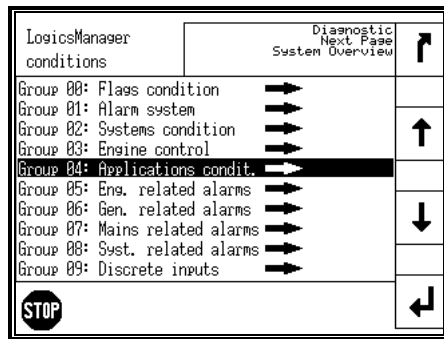 LogicsManager
conditions
Diagnostic
Next Page
System Overview
Group 00: Flags condition
Group 01: Alarm system
Group 02: Systems condition
Group 03: Engine control
Group 04: Applications condit.
Group 05: Eng. related alarms
Group 06: Gen. related alarms
Group 07: Mains related alarms
Group 08: Syst. related alarms
Group 09: Discrete inputs
STOP